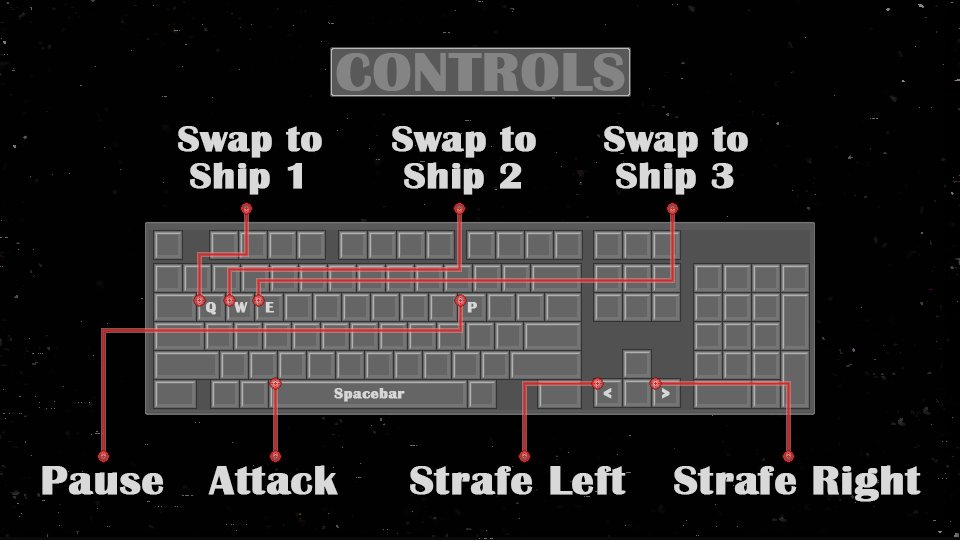 CONTROLS
Swap to
Ship 1
Swap to
Ship 2
Swap to
Ship 3
Q W E P
Spacebar < >
Pause Attack Strafe Left Strafe Right